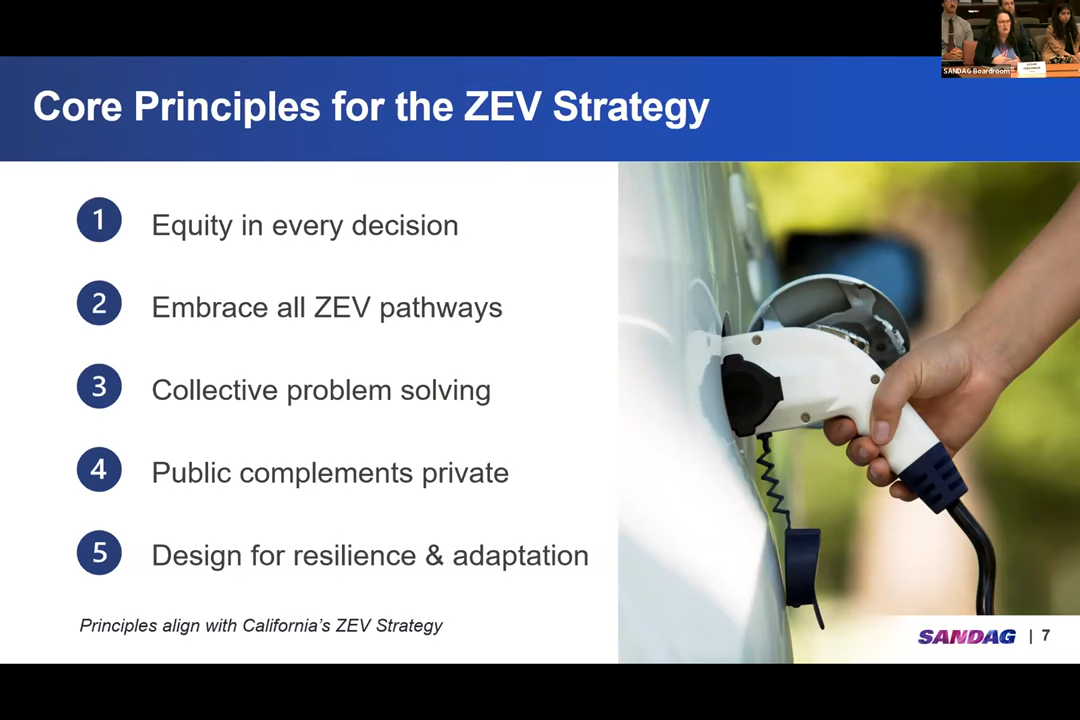 SANDAG Boardroom
Core Principles for the ZEV Strategy
1 Equity in every decision
2 Embrace all ZEV pathways
3 Collective problem solving
4 Public complements private
5 Design for resilience & adaptation
Principles align with California's ZEV Strategy
SANDAG | 7